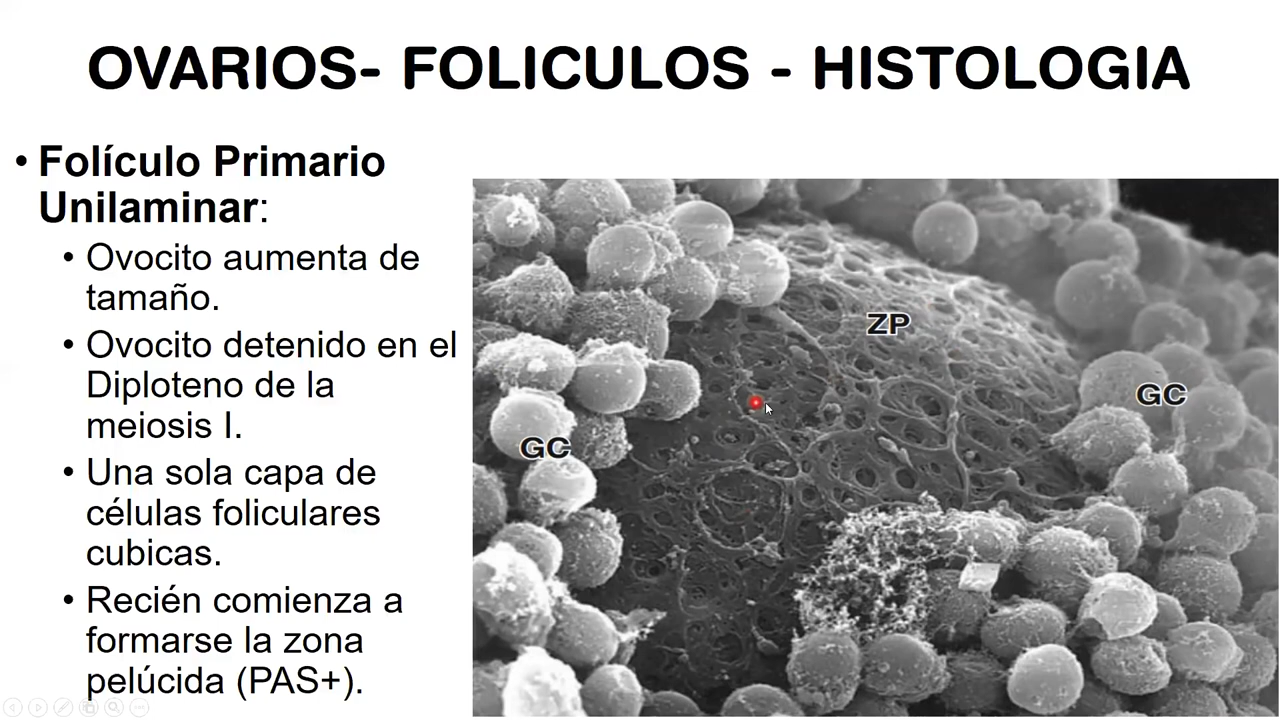 OVARIOS- FOLICULOS - HISTOLOGIA
• Folículo Primario
Unilaminar:
• Ovocito aumenta de
tamaño.
• Ovocito detenido en el
Diploteno de la
meiosis I.
• Una sola capa de
células foliculares
cubicas.
• Recién comienza a
formarse la zona
pelúcida (PAS+).
ZP
GC
GC